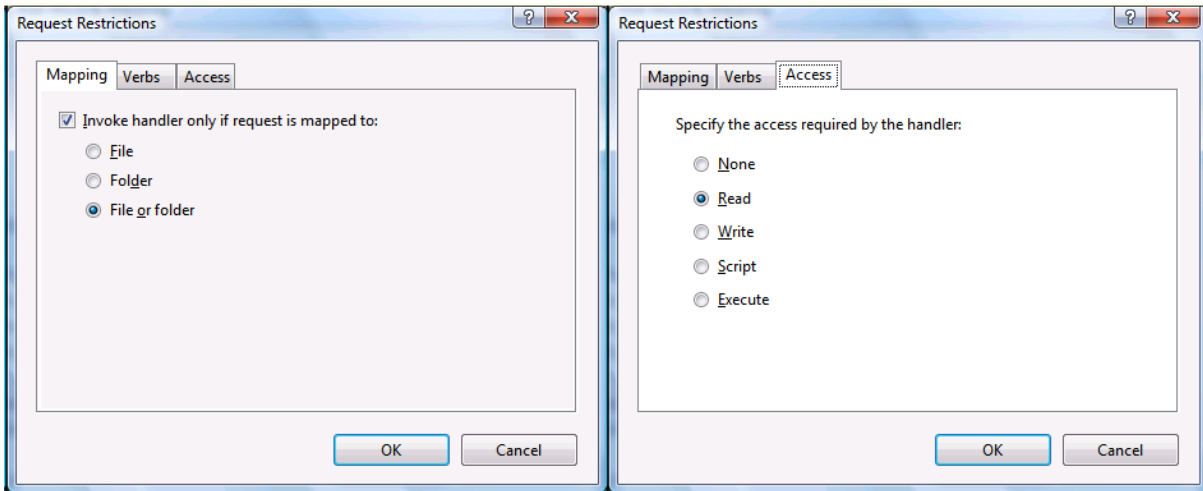 Request Restrictions
Mapping Verbs Access
Invoke handler only if request is mapped to:
File
Folder
File or folder
OK Cancel
Request Restrictions
Mapping Verbs Access
Specify the access required by the handler:
None
Read
Write
Script
Execute
OK Cancel